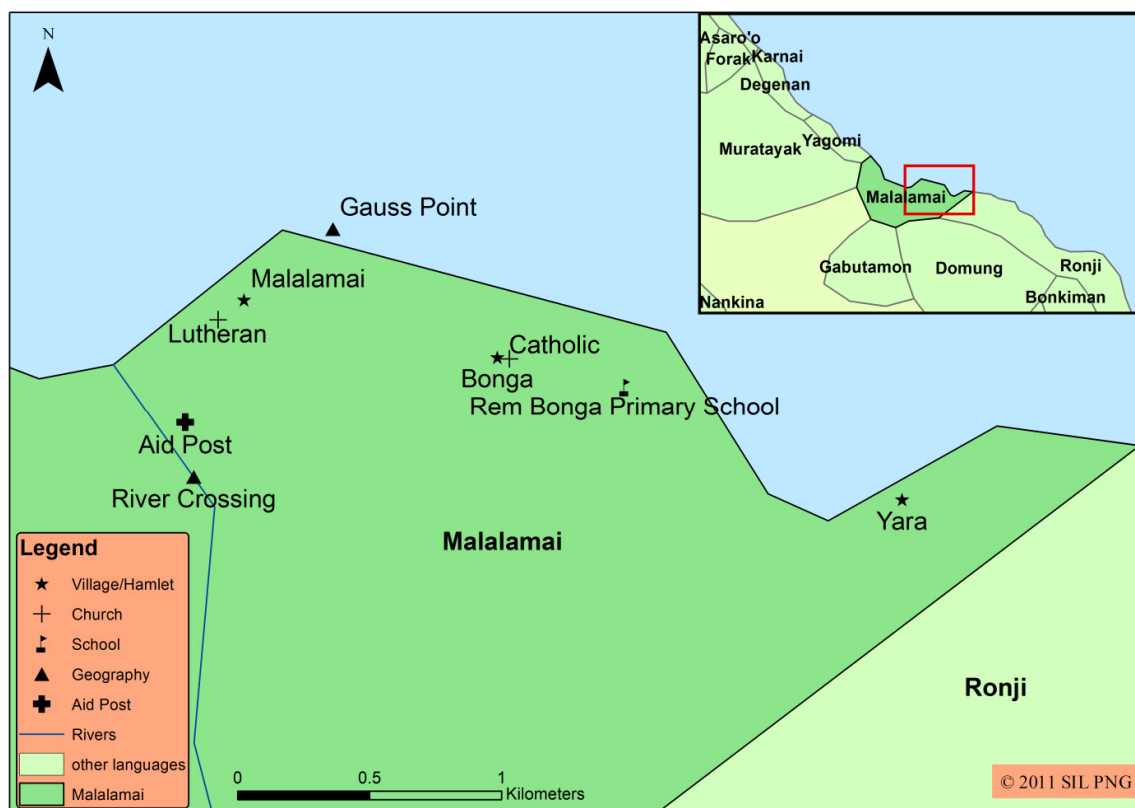 N
Gauss Point
Malalamai
Lutheran
Catholic
Bonga
Rem Bonga Primary School
Aid Post
River Crossing
Malalamai
Yara
Ronji
Asaro'o
Forak
Karnai
Degenan
Muratayak
Yagomi
Malalamai
Gabutamon
Domung
Ronji
Bonkiman
Nankina
Legend
Village/Hamlet
Church
School
Geography
Aid Post
Rivers
other languages
Malalamai
0 0.5 1
Kilometers
© 2011 SIL PNG